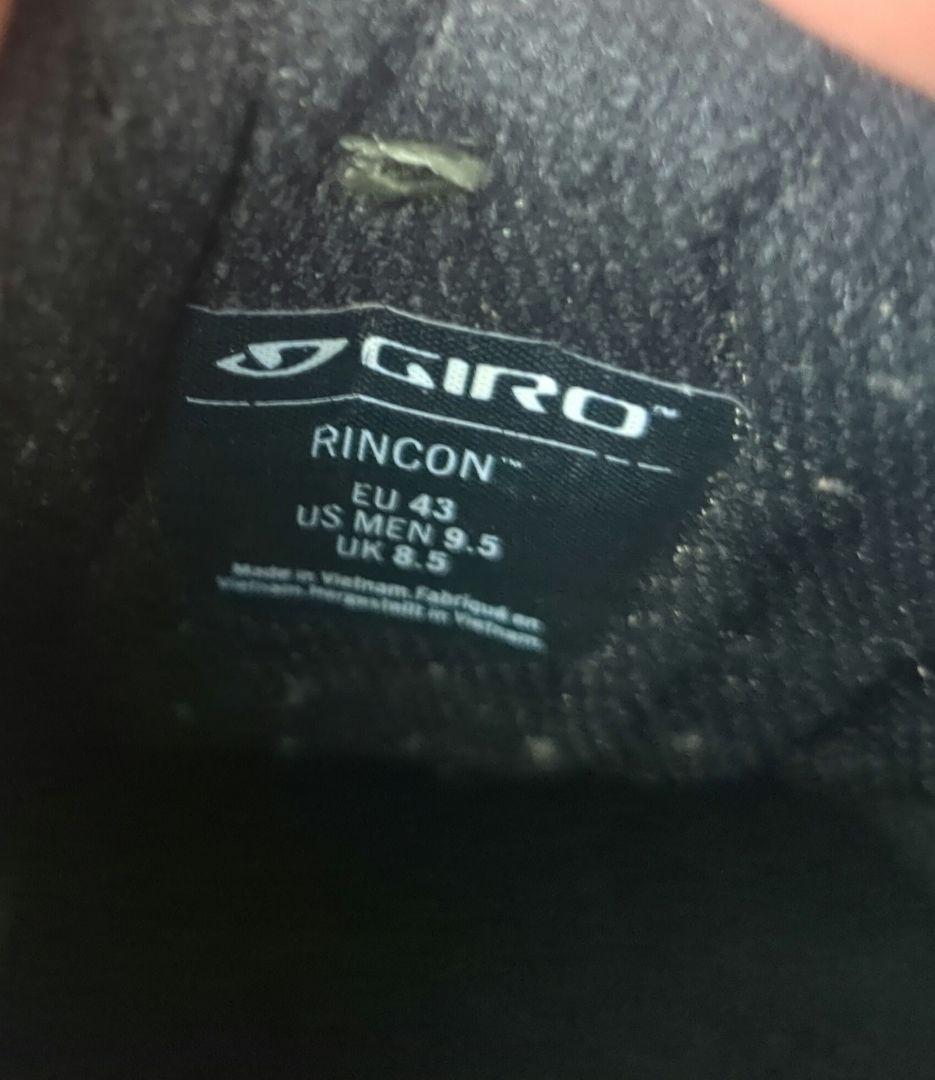 GIRO™
RINCON™
EU 43
US MEN 9.5
UK 8.5
Made in Vietnam.Fabriqué en
Vietnam.Hergestellt in Vietnam.